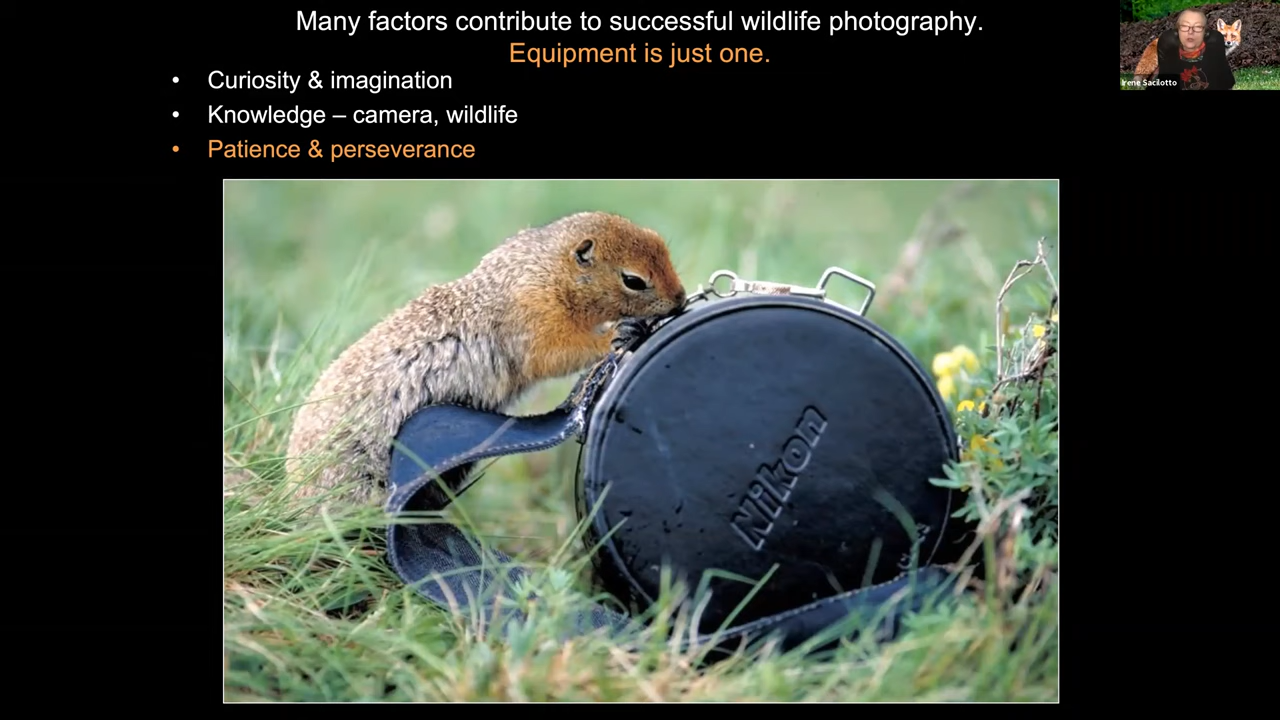 Many factors contribute to successful wildlife photography.
Equipment is just one.
• Curiosity & imagination
• Knowledge – camera, wildlife
• Patience & perseverance
Irene Sacilotto
Nikon